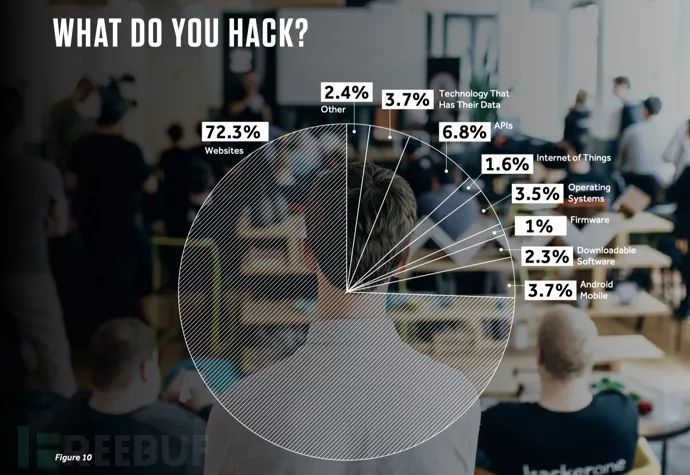 WHAT DO YOU HACK?
2.4%
Other
3.7%
Technology That
Has Their Data
6.8%
APIs
72.3%
Websites
1.6%
Internet of Things
3.5%
Operating
Systems
1%
Firmware
2.3%
Downloadable
Software
3.7%
Android
Mobile
hackerone
REEBUF
Figure 10